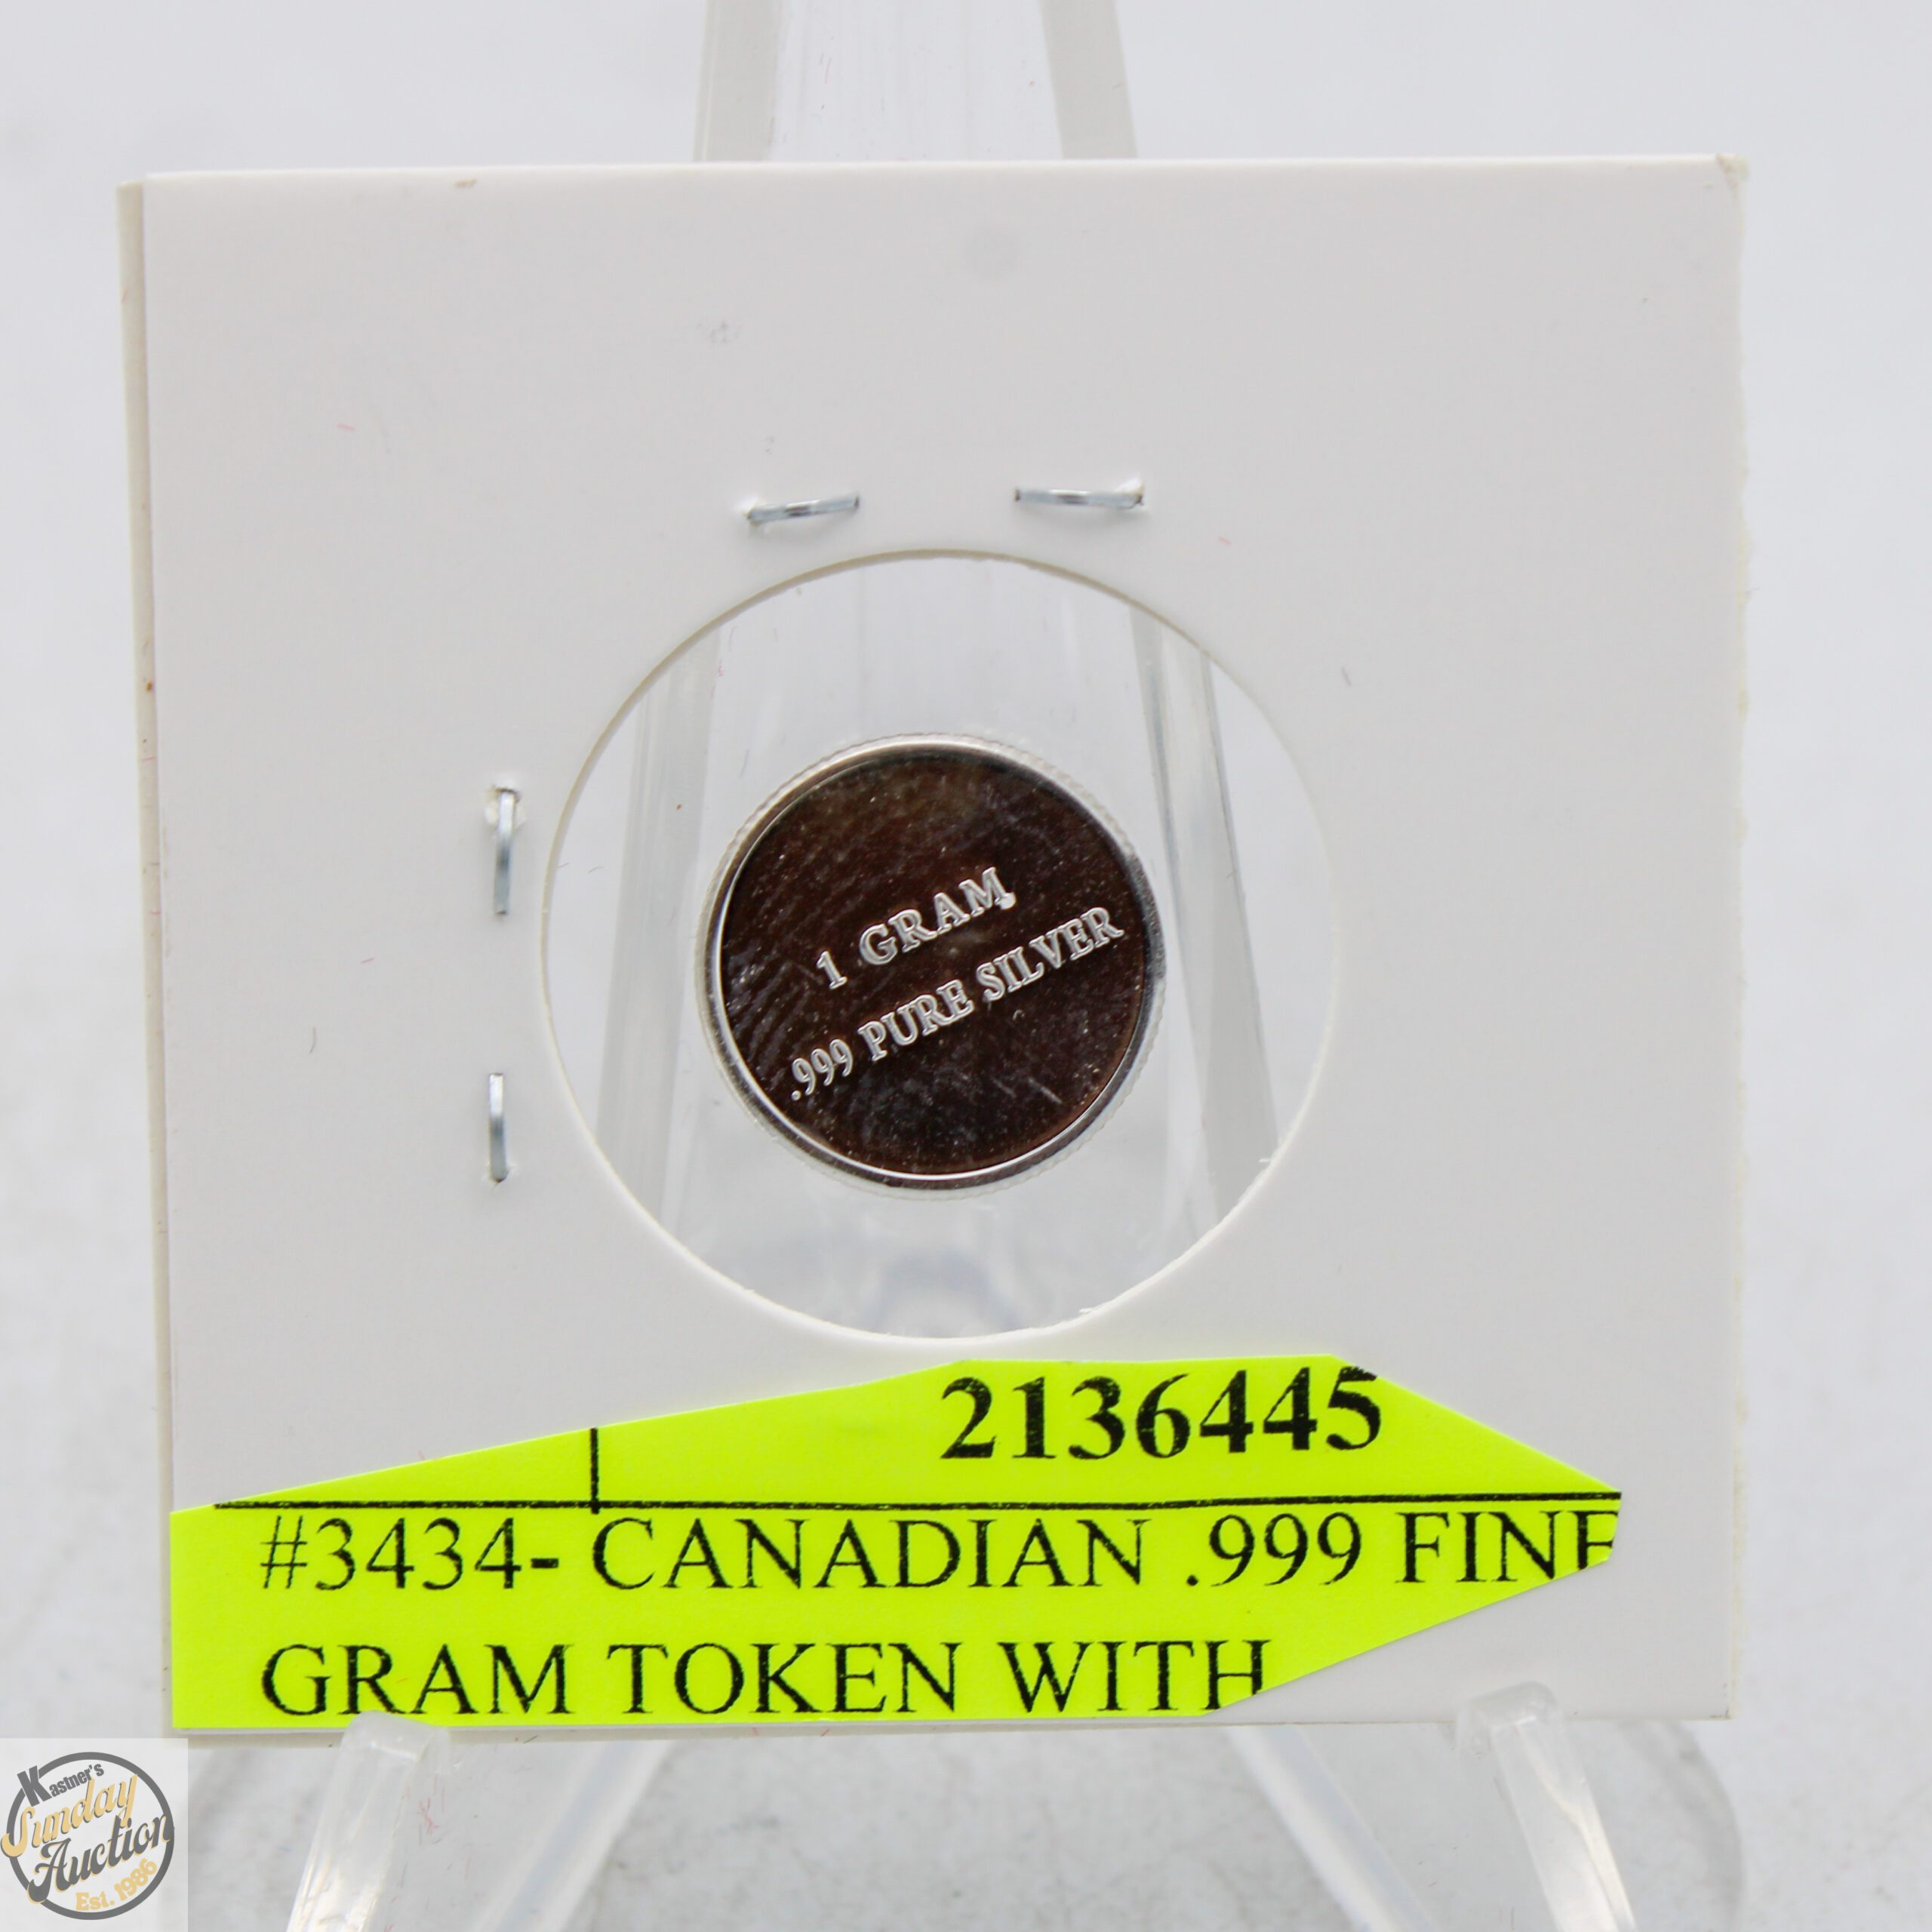 1 GRAM
.999 PURE SILVER
2136445
#3434- CANADIAN .999 FINE
GRAM TOKEN WITH
Kastner's
Sunday
Auction
Est. 1986